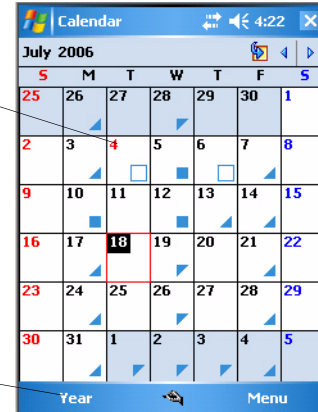 Calendar 4:22
July 2006
S M T W T F S
25 26 27 28 29 30 1
2 3 4 5 6 7 8
9 10 11 12 13 14 15
16 17 18 19 20 21 22
23 24 25 26 27 28 29
30 31 1 2 3 4 5
Year Menu